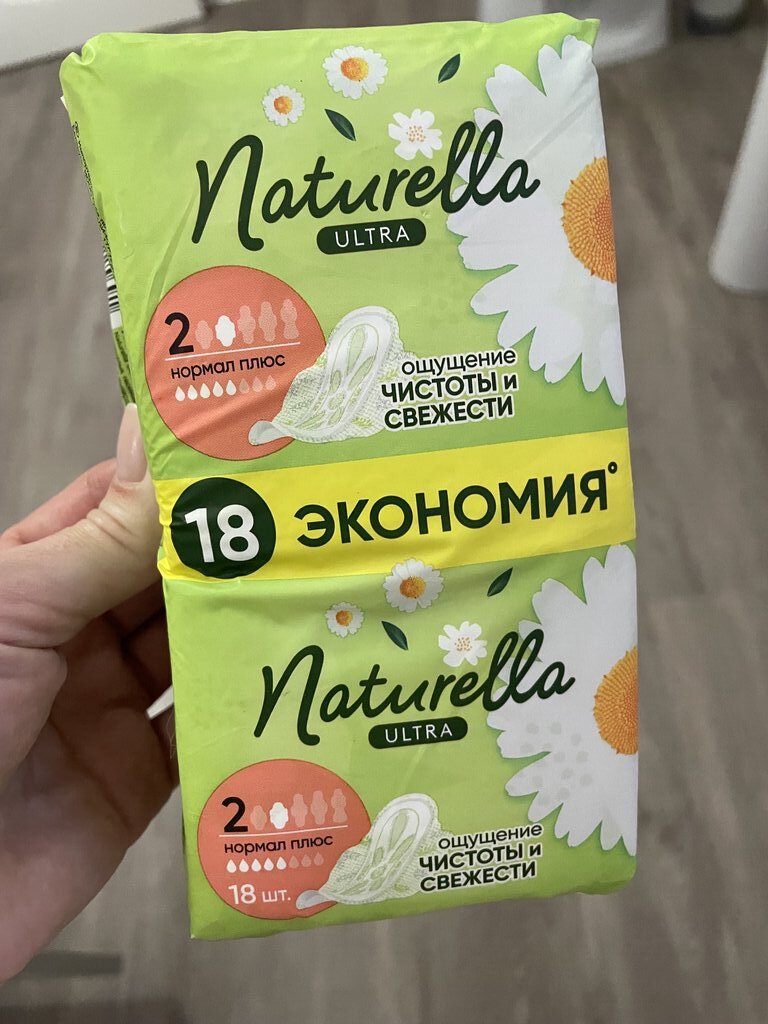 Naturella
ULTRA
2
нормал плюс
ощущение
ЧИСТОТЫ и
СВЕЖЕСТИ
18 ЭКОНОМИЯ°
Naturella
ULTRA
2
нормал плюс
18 шт.
ощущение
ЧИСТОТЫ и
СВЕЖЕСТИ